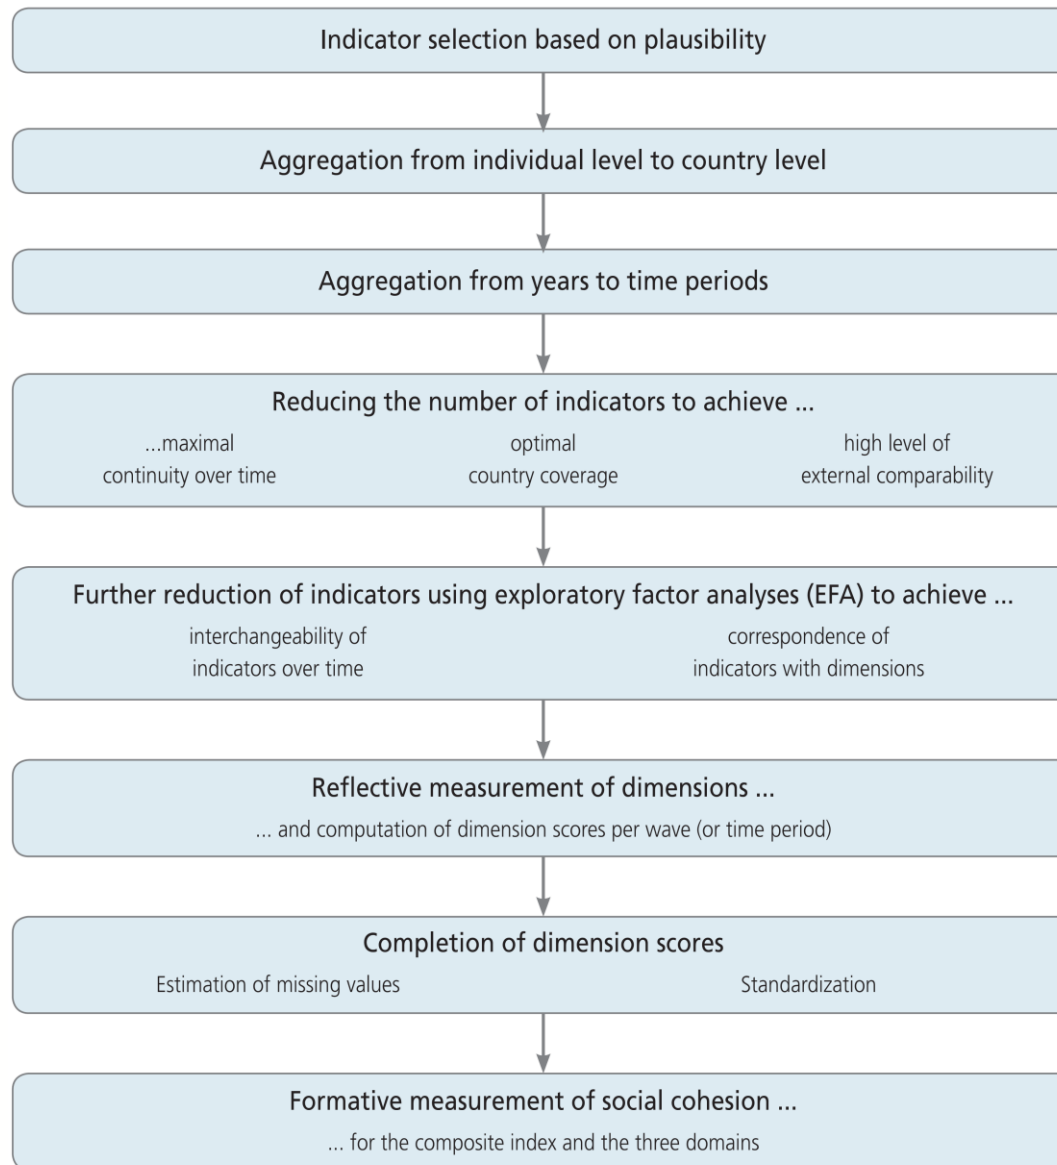 Indicator selection based on plausibility
Aggregation from individual level to country level
Aggregation from years to time periods
Reducing the number of indicators to achieve ...
...maximal
continuity over time
optimal
country coverage
high level of
external comparability
Further reduction of indicators using exploratory factor analyses (EFA) to achieve ...
interchangeability of
indicators over time
correspondence of
indicators with dimensions
Reflective measurement of dimensions ...
... and computation of dimension scores per wave (or time period)
Completion of dimension scores
Estimation of missing values
Standardization
Formative measurement of social cohesion ...
... for the composite index and the three domains